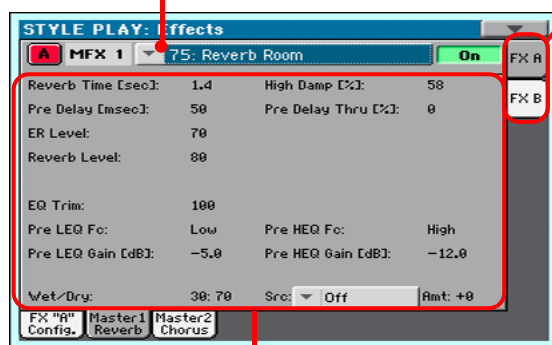 STYLE PLAY: Effects
A MFX 1 75: Reverb Room On
FX A
FX B
Reverb Time [sec]: 1.4 High Damp [%]: 58
Pre Delay [msec]: 50 Pre Delay Thru [%]: 0
ER Level: 70
Reverb Level: 80
EQ Trim: 100
Pre LEQ Fc: Low Pre HEQ Fc: High
Pre LEQ Gain [dB]: -5.0 Pre HEQ Gain [dB]: -12.0
Wet/Dry: 30: 70 Src: Off Amt: +0
FX "A" Config. Master1 Reverb Master2 Chorus